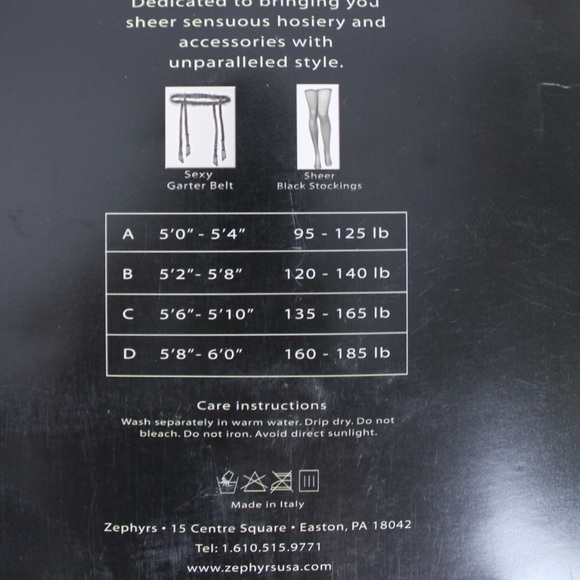 Dedicated to bringing you
sheer sensuous hosiery and
accessories with
unparalleled style.
Sexy
Garter Belt
Sheer
Black Stockings
A 5'0" - 5'4" 95 - 125 lb
B 5'2" - 5'8" 120 - 140 lb
C 5'6" - 5'10" 135 - 165 lb
D 5'8" - 6'0" 160 - 185 lb
Care instructions
Wash separately in warm water. Drip dry. Do not
bleach. Do not iron. Avoid direct sunlight.
Made in Italy
Zephyrs • 15 Centre Square • Easton, PA 18042
Tel: 1.610.515.9771
www.zephyrsusa.com